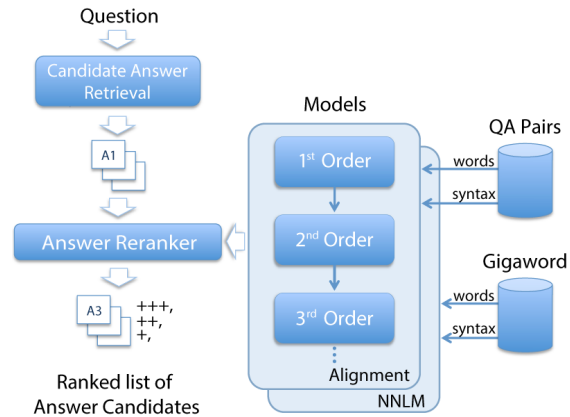 Question
Candidate Answer
Retrieval
A1
Answer Reranker
A3
+++,
++,
+,
Ranked list of
Answer Candidates
Models
1st Order
2nd Order
3rd Order
Alignment
NNLM
QA Pairs
words
syntax
Gigaword
words
syntax